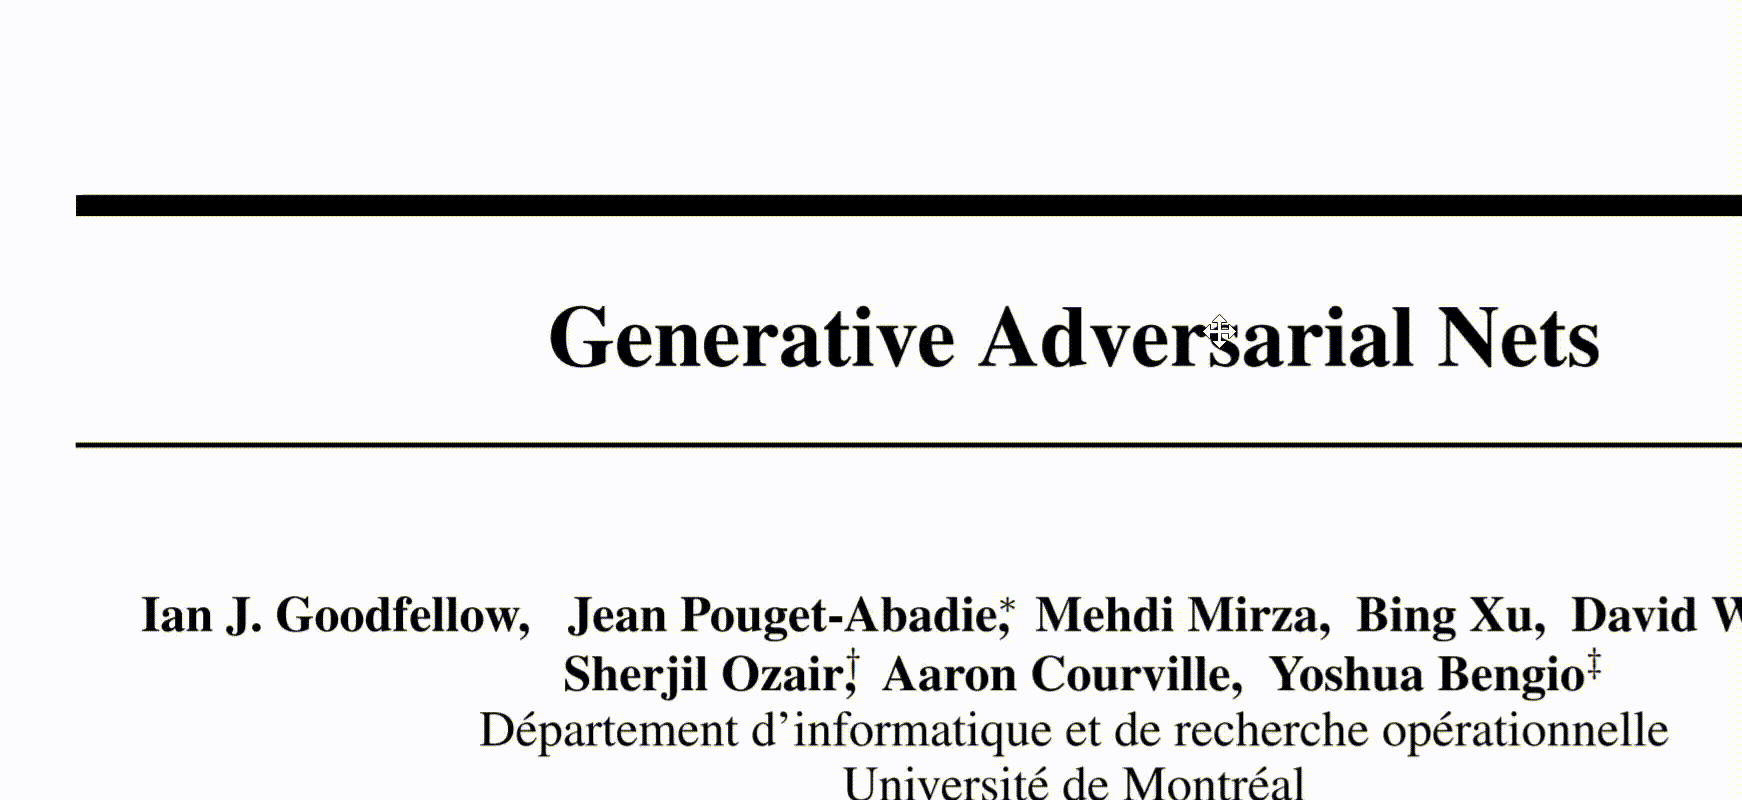 Generative Adversarial Nets
Ian J. Goodfellow, Jean Pouget-Abadie,* Mehdi Mirza, Bing Xu, David W
Sherjil Ozair,† Aaron Courville, Yoshua Bengio‡
Département d’informatique et de recherche opérationnelle
Université de Montréal